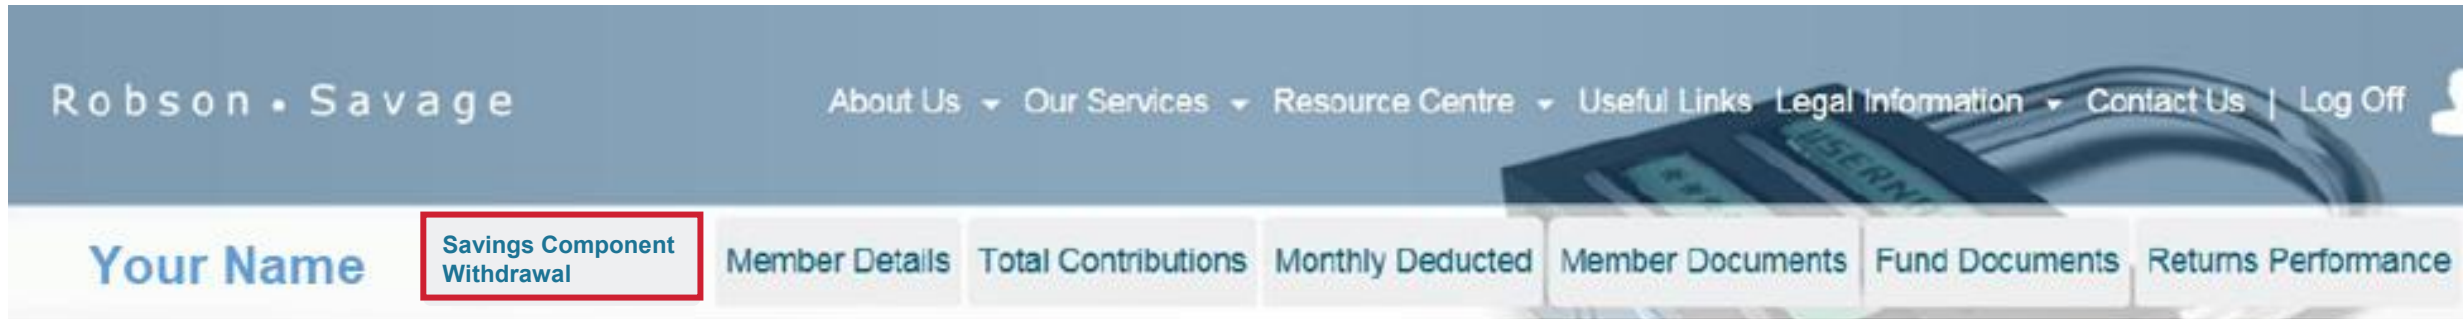 Robson • Savage
About Us Our Services Resource Centre Useful Links Legal Information Contact Us | Log Off
USERN
***
Your Name
Savings Component
Withdrawal
Member Details Total Contributions Monthly Deducted Member Documents Fund Documents Returns Performance